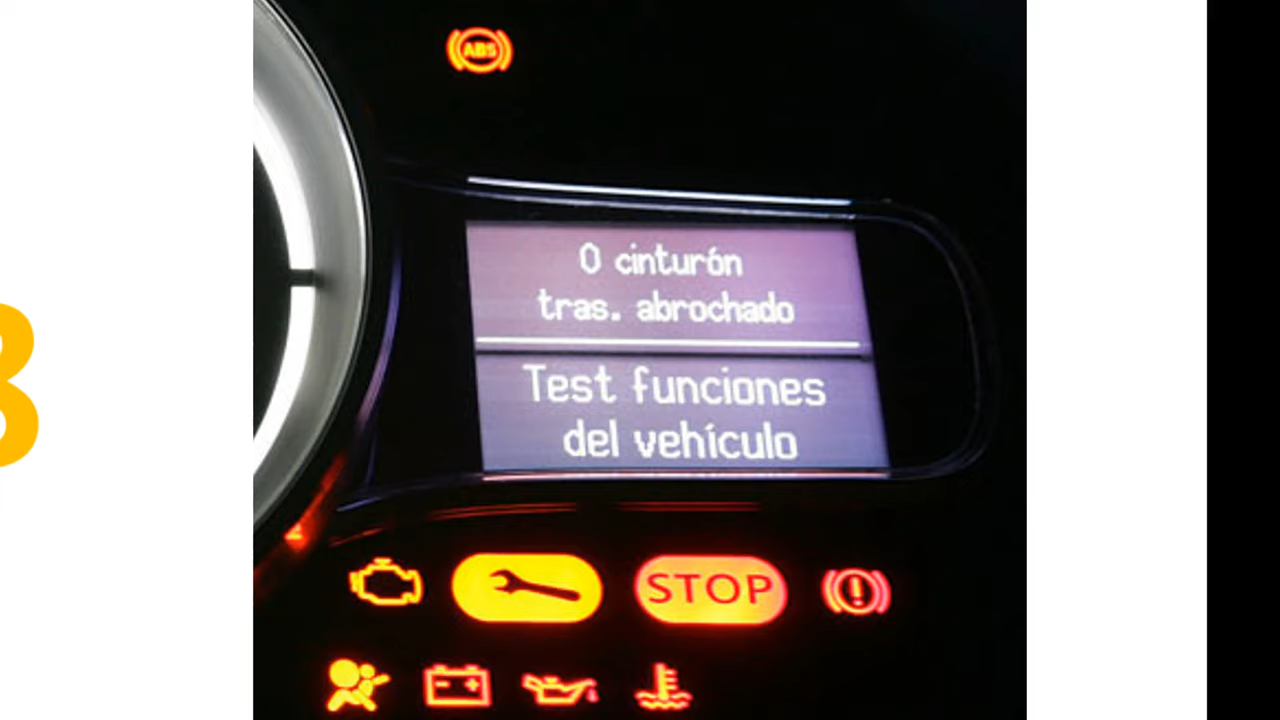 ABS
0 cinturón
tras. abrochado
Test funciones
del vehículo
STOP